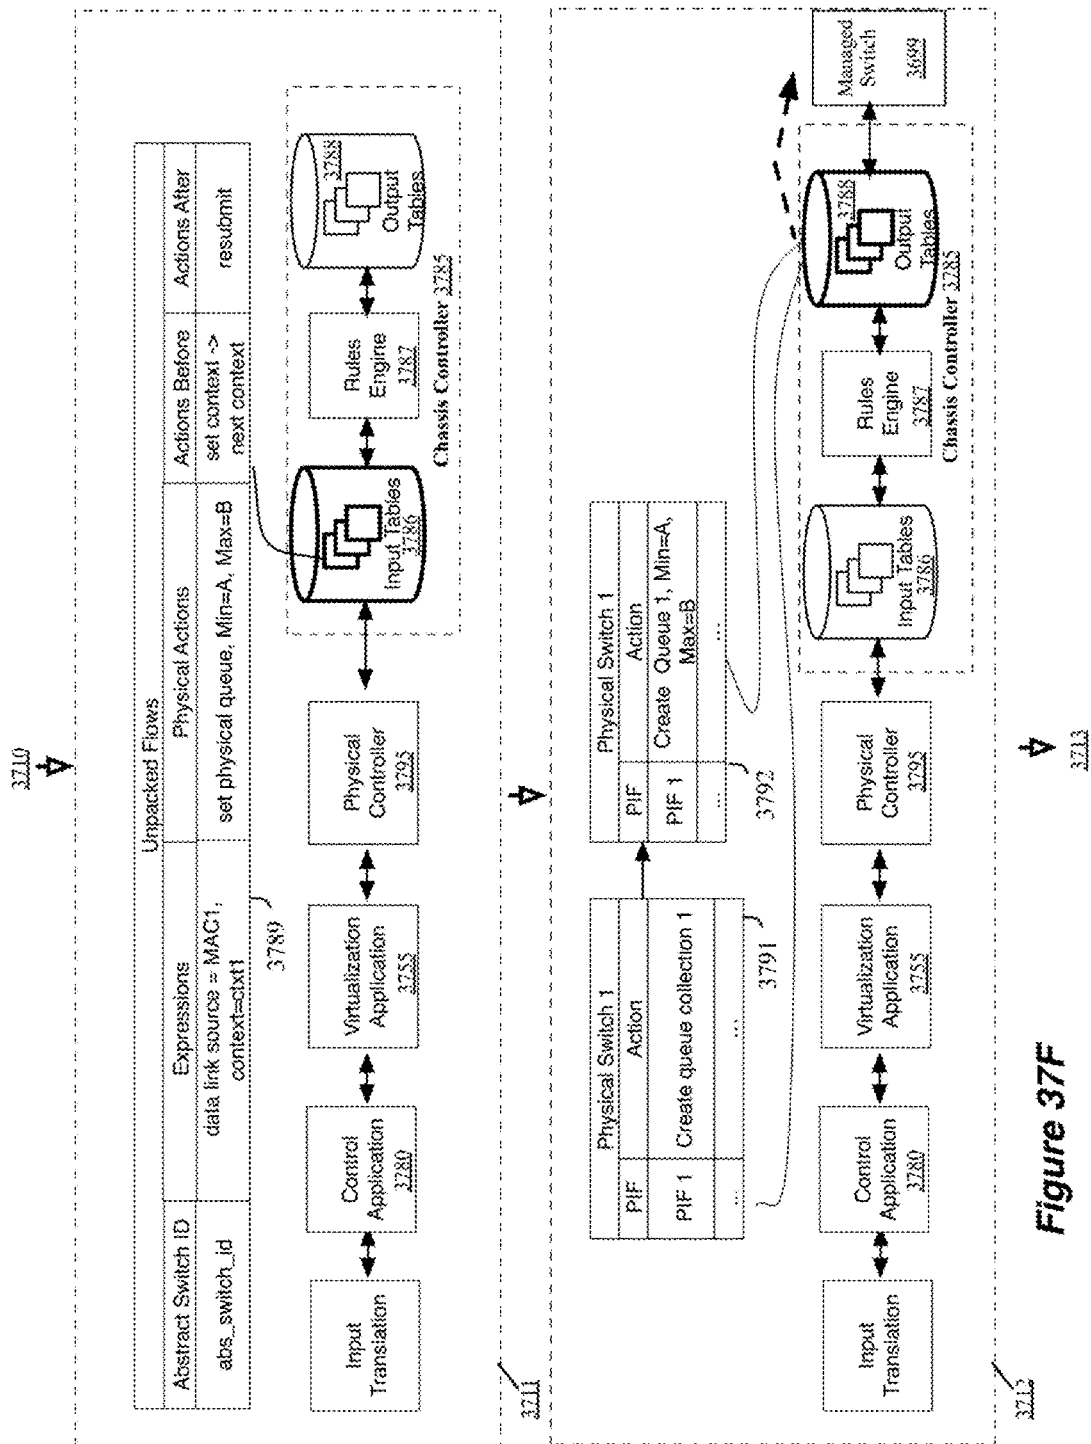 3710
Unpacked Flows
Abstract Switch ID
Expressions
Physical Actions
Actions Before
Actions After
abs_switch_id
data link source = MAC1,
context=ctxt1
set physical queue, Min=A, Max=B
set context ->
next context
resubmit
3789
Input
Translation
Control
Application
3780
Virtualization
Application
3755
Physical
Controller
3795
Input Tables
3786
Rules
Engine
3787
3788
Output
Tables
Chassis Controller 3785
3711
Physical Switch 1
PIF
Action
PIF 1
Create queue collection 1
...
...
3791
Physical Switch 1
PIF
Action
PIF 1
Create Queue 1, Min=A,
Max=B
...
...
3792
Input
Translation
Control
Application
3780
Virtualization
Application
3755
Physical
Controller
3795
Input Tables
3786
Rules
Engine
3787
3788
Output
Tables
Chassis Controller 3785
Managed
Switch
3699
3712
3713
Figure 37F